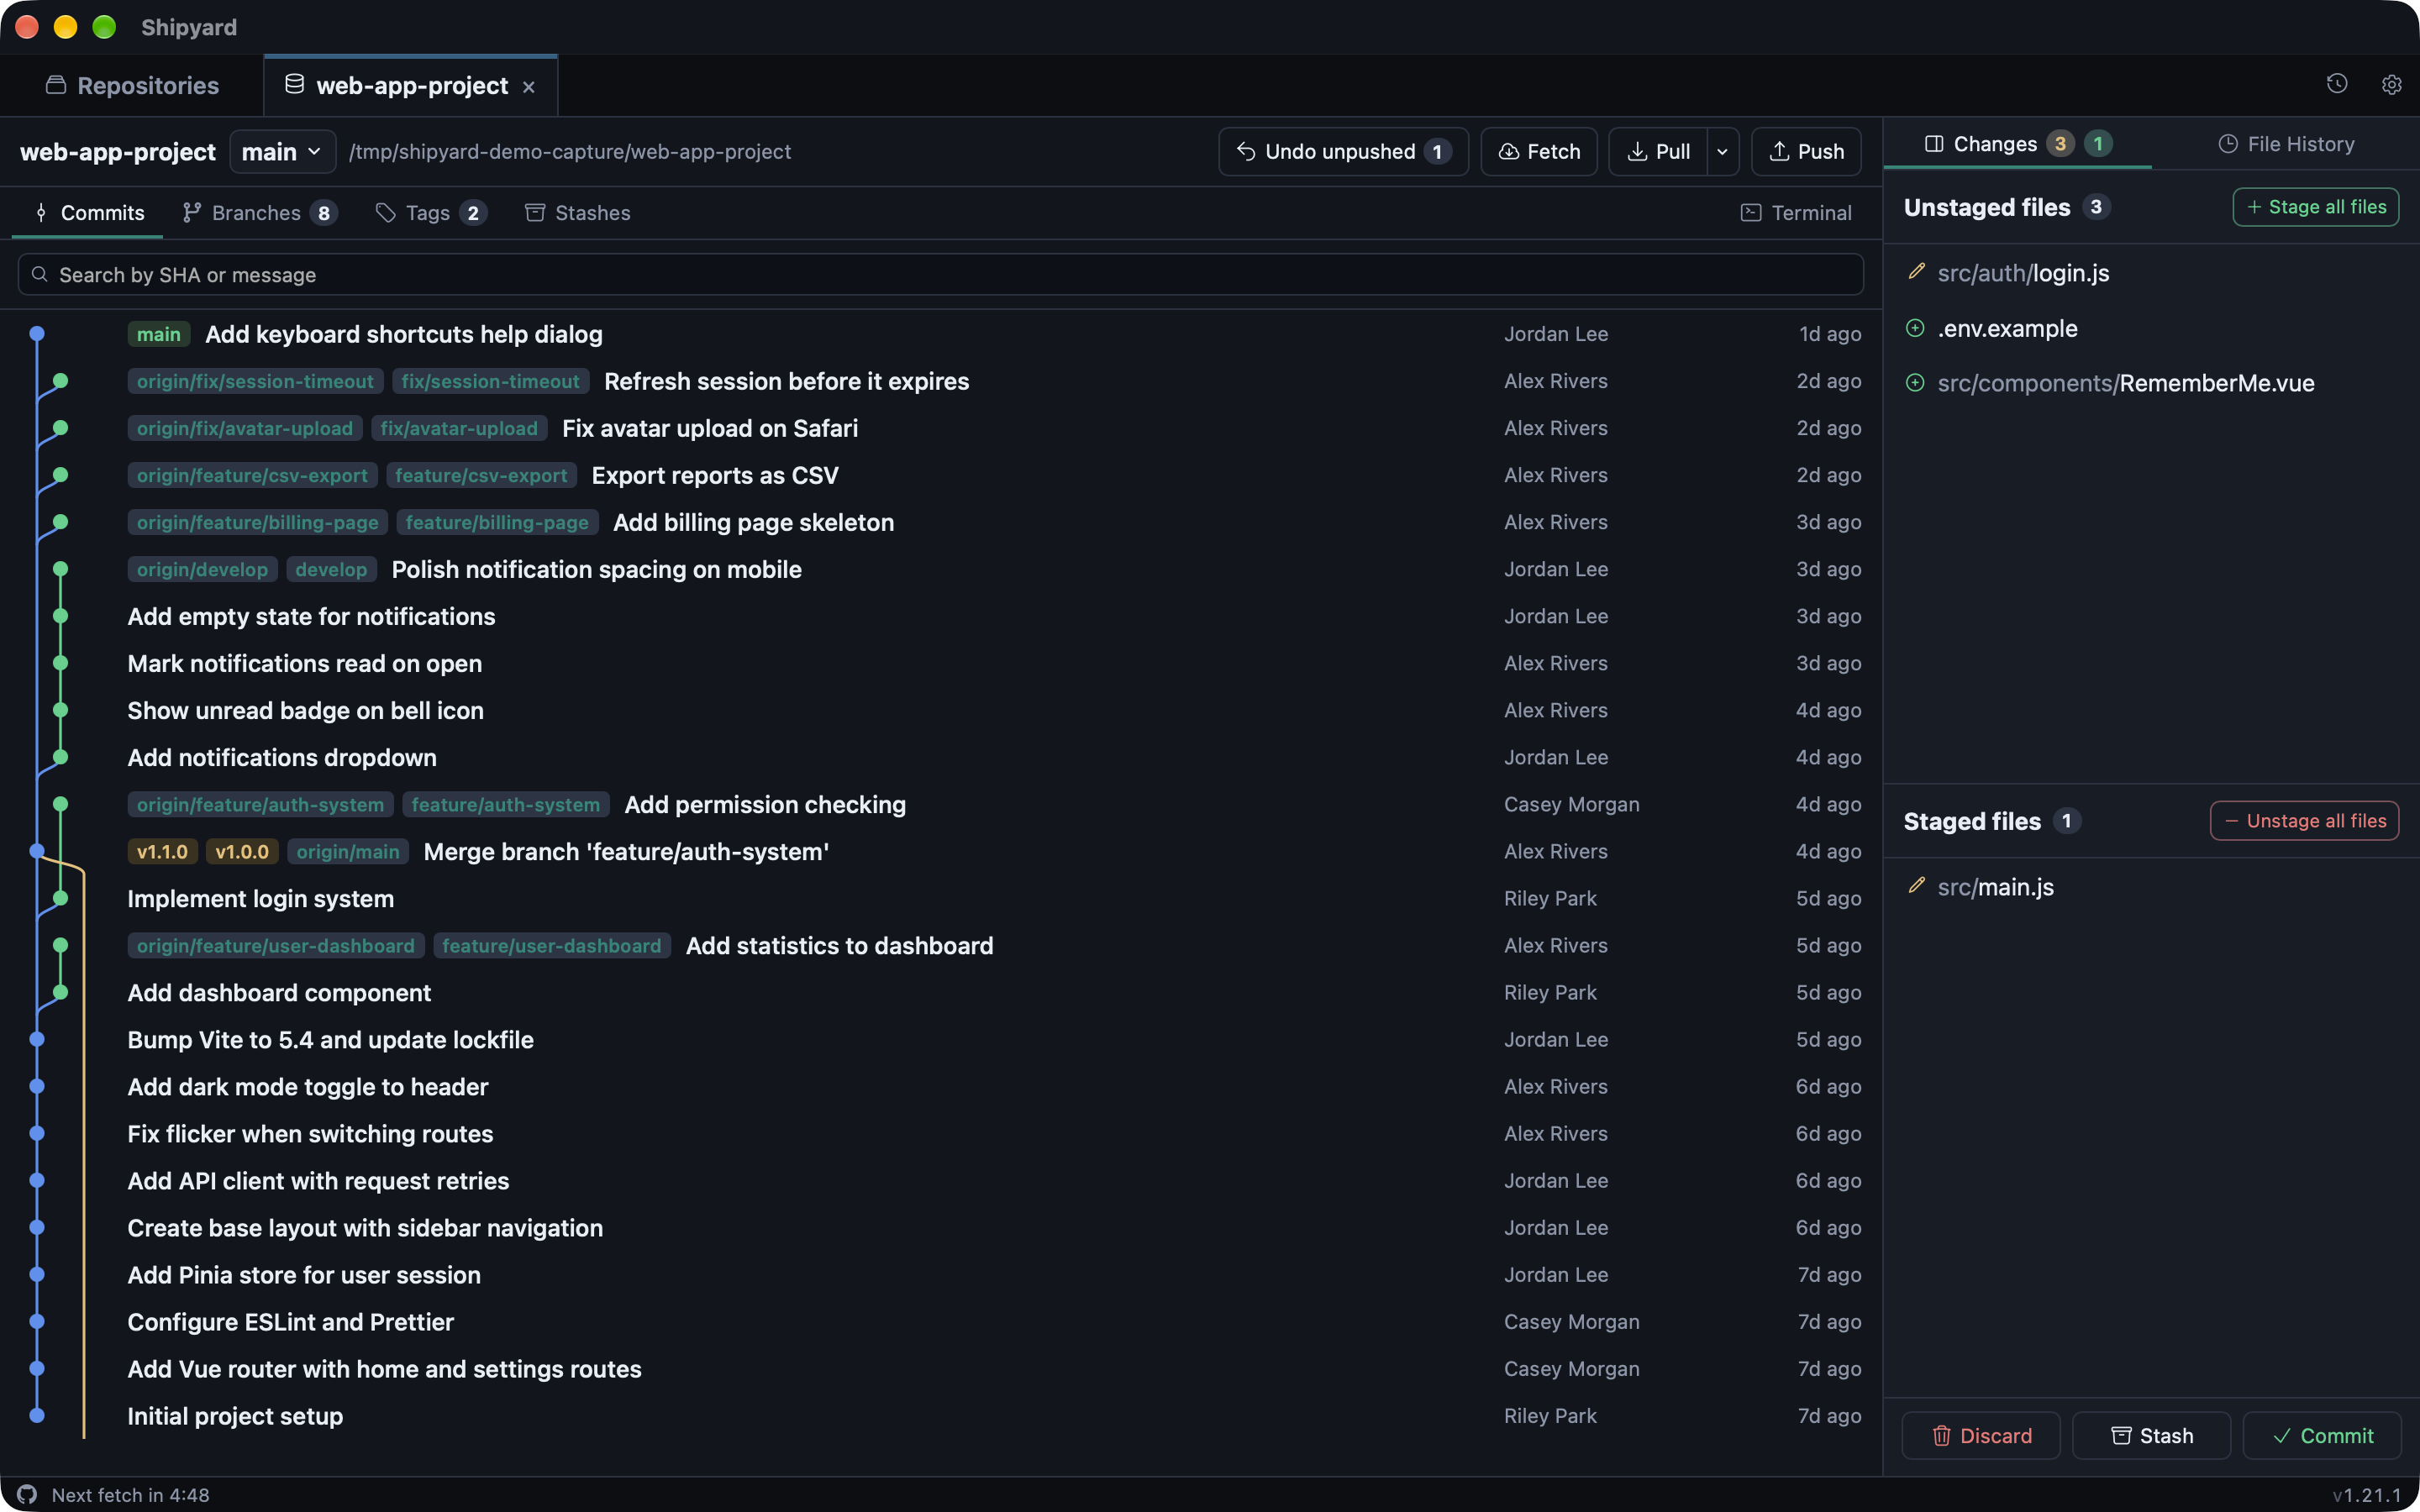 Shipyard
Repositories
web-app-project ×
web-app-project main /tmp/shipyard-demo-capture/web-app-project Undo unpushed 1 Fetch Pull Push
Commits Branches 8 Tags 2 Stashes Terminal
Search by SHA or message
main Add keyboard shortcuts help dialog Jordan Lee 1d ago
origin/fix/session-timeout fix/session-timeout Refresh session before it expires Alex Rivers 2d ago
origin/fix/avatar-upload fix/avatar-upload Fix avatar upload on Safari Alex Rivers 2d ago
origin/feature/csv-export feature/csv-export Export reports as CSV Alex Rivers 2d ago
origin/feature/billing-page feature/billing-page Add billing page skeleton Alex Rivers 3d ago
origin/develop develop Polish notification spacing on mobile Jordan Lee 3d ago
Add empty state for notifications Jordan Lee 3d ago
Mark notifications read on open Alex Rivers 3d ago
Show unread badge on bell icon Alex Rivers 4d ago
Add notifications dropdown Jordan Lee 4d ago
origin/feature/auth-system feature/auth-system Add permission checking Casey Morgan 4d ago
v1.1.0 v1.0.0 origin/main Merge branch 'feature/auth-system' Alex Rivers 4d ago
Implement login system Riley Park 5d ago
origin/feature/user-dashboard feature/user-dashboard Add statistics to dashboard Alex Rivers 5d ago
Add dashboard component Riley Park 5d ago
Bump Vite to 5.4 and update lockfile Jordan Lee 5d ago
Add dark mode toggle to header Alex Rivers 6d ago
Fix flicker when switching routes Alex Rivers 6d ago
Add API client with request retries Jordan Lee 6d ago
Create base layout with sidebar navigation Jordan Lee 6d ago
Add Pinia store for user session Jordan Lee 7d ago
Configure ESLint and Prettier Casey Morgan 7d ago
Add Vue router with home and settings routes Casey Morgan 7d ago
Initial project setup Riley Park 7d ago
Changes 3 1 File History
Unstaged files 3 + Stage all files
src/auth/login.js
.env.example
src/components/RememberMe.vue
Staged files 1 − Unstage all files
src/main.js
Discard Stash Commit
Next fetch in 4:48
v1.21.1